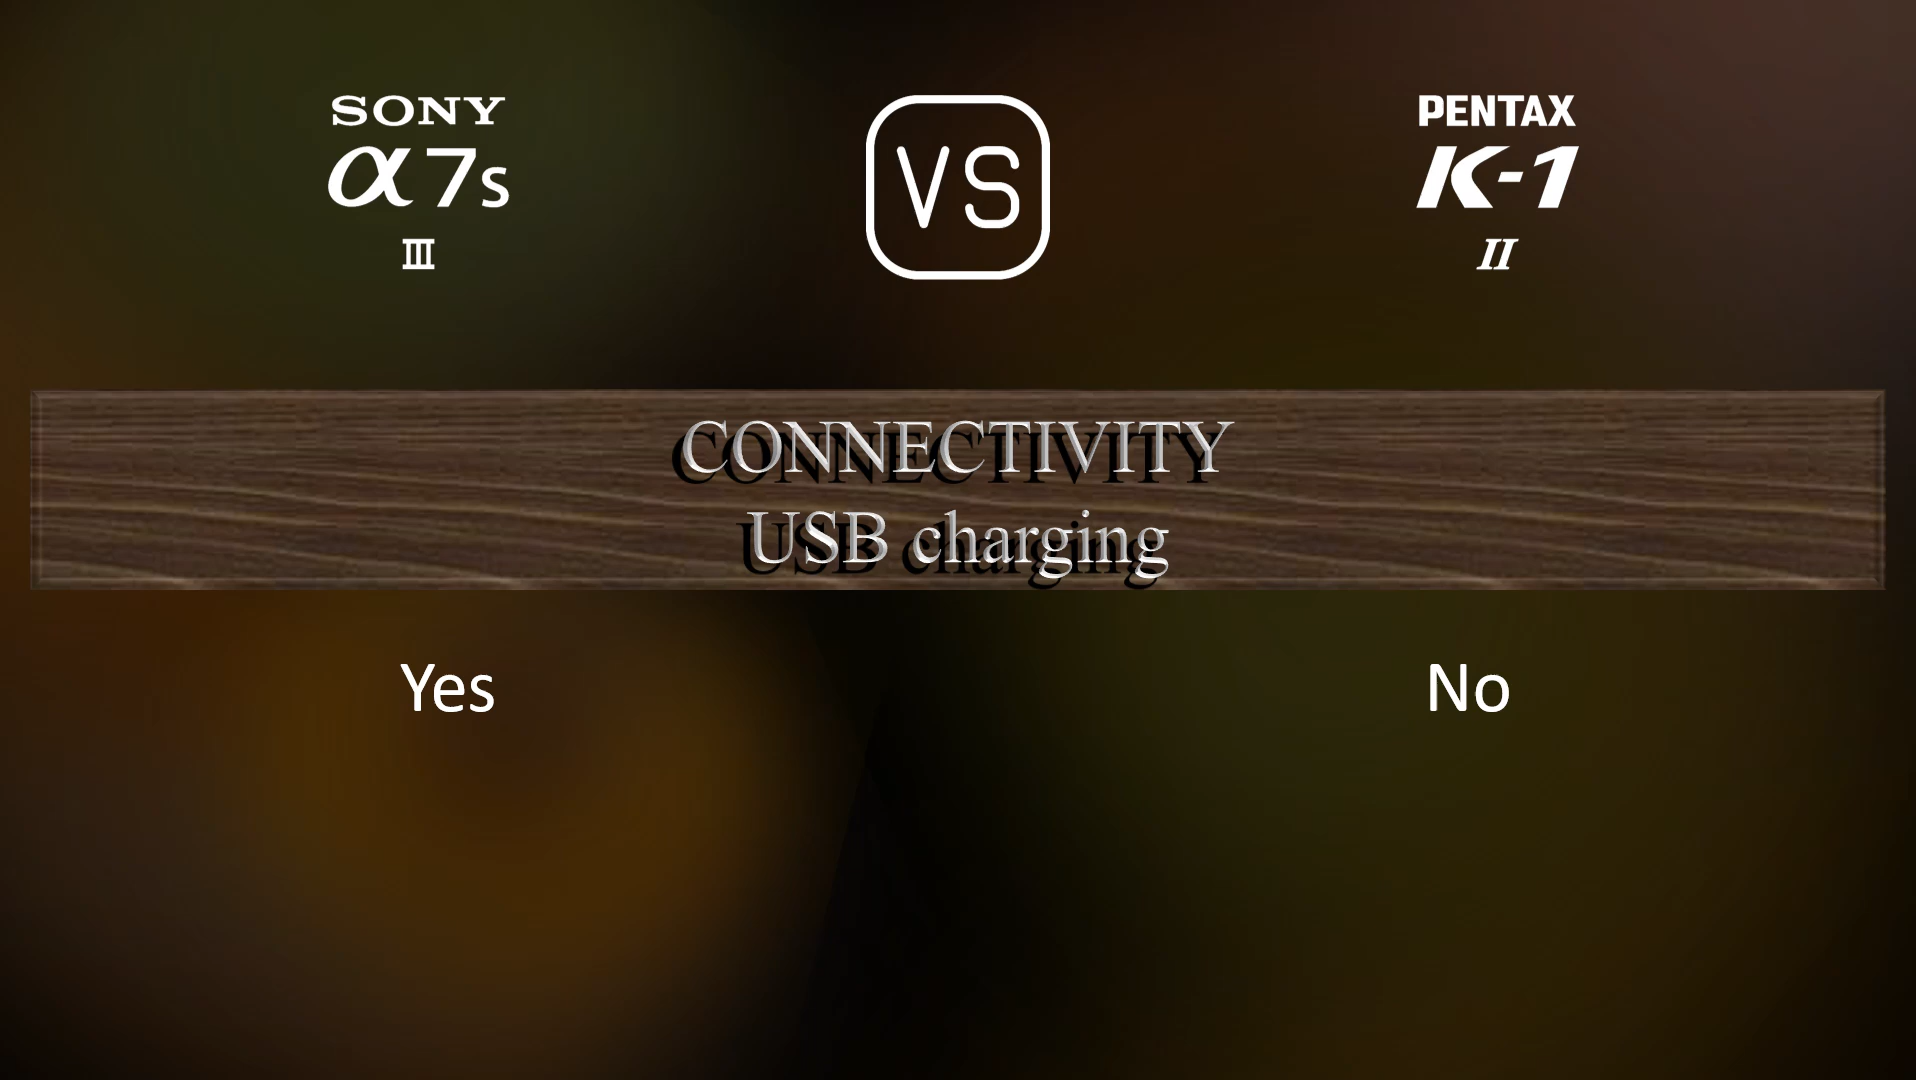 SONY
α7s
III
VS
PENTAX
K-1
II
CONNECTIVITY
USB charging
Yes
No